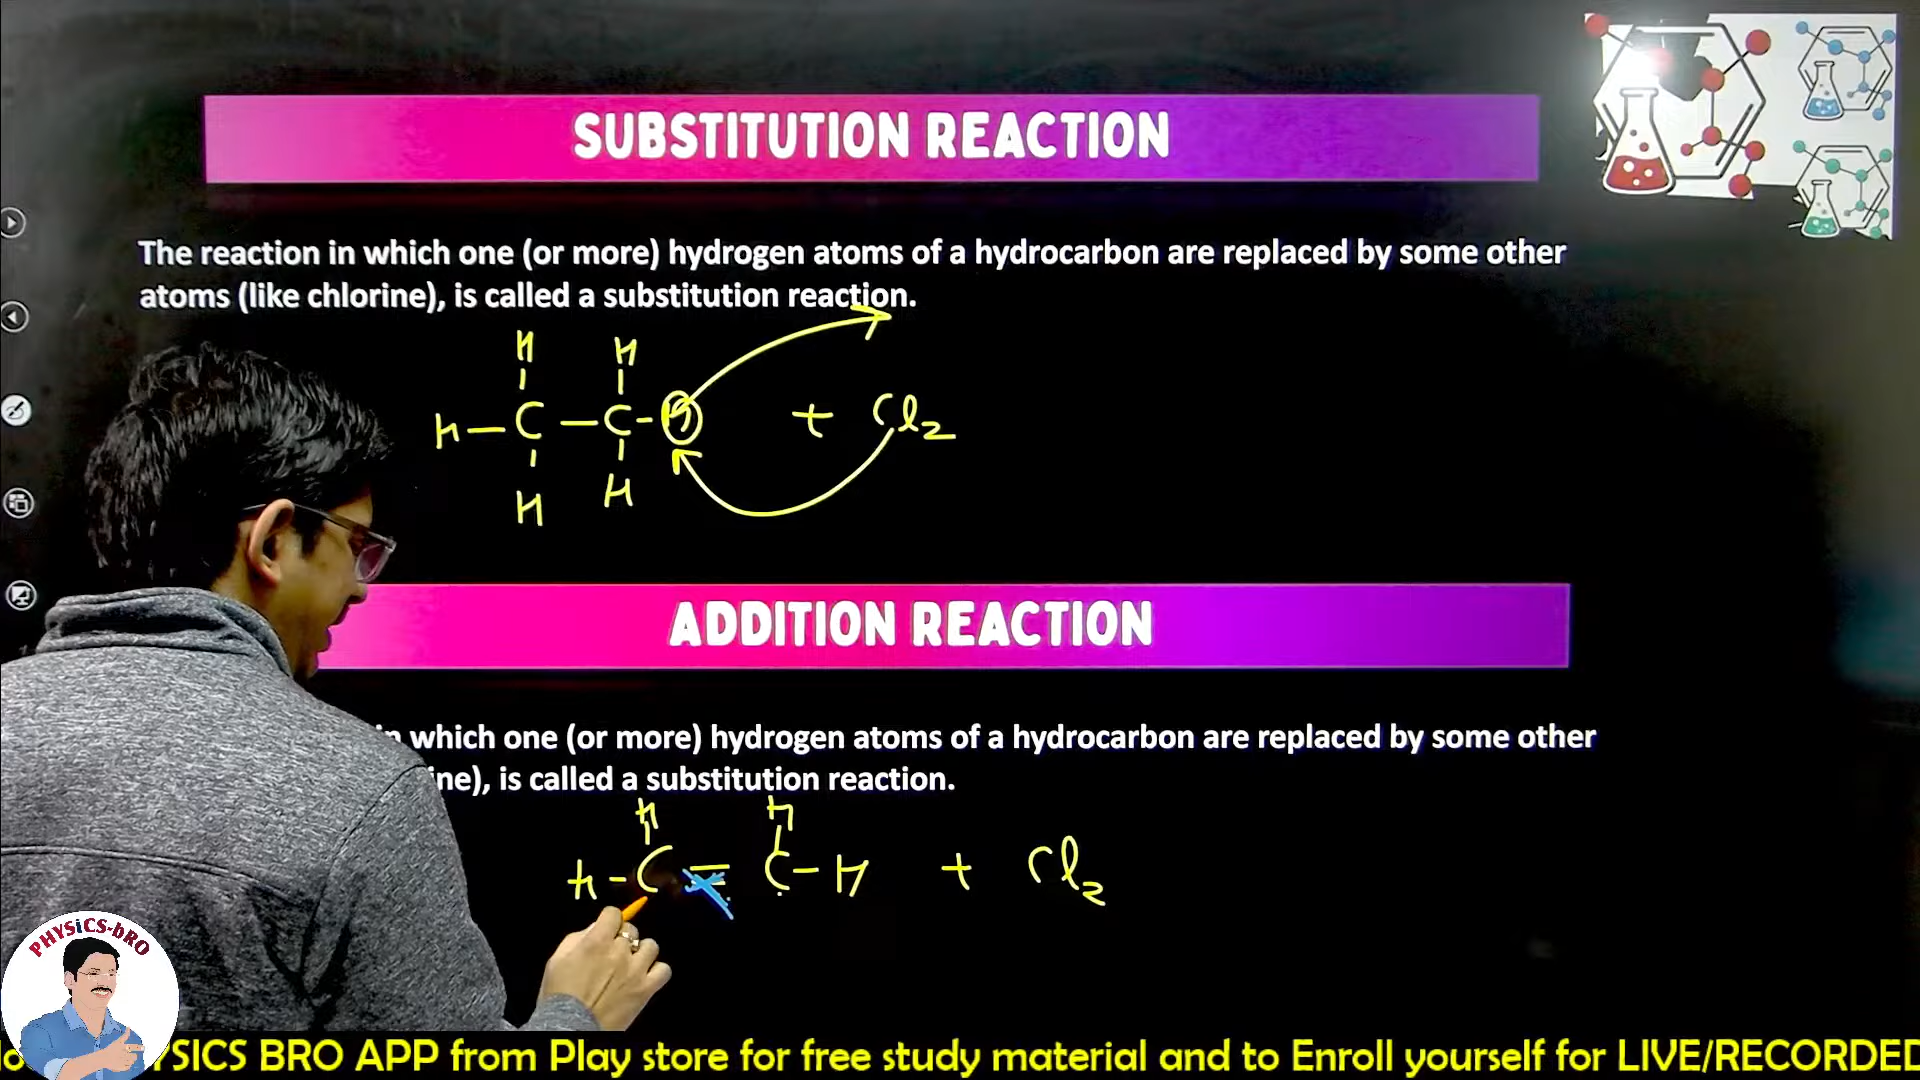 SUBSTITUTION REACTION
The reaction in which one (or more) hydrogen atoms of a hydrocarbon are replaced by some other
atoms (like chlorine), is called a substitution reaction.
H H
H – C – C – H + Cl2
H H
ADDITION REACTION
in which one (or more) hydrogen atoms of a hydrocarbon are replaced by some other
ine), is called a substitution reaction.
H H
H – C = C – H + Cl2
PHYSiCS-bRO
YSICS BRO APP from Play store for free study material and to Enroll yourself for LIVE/RECORDED